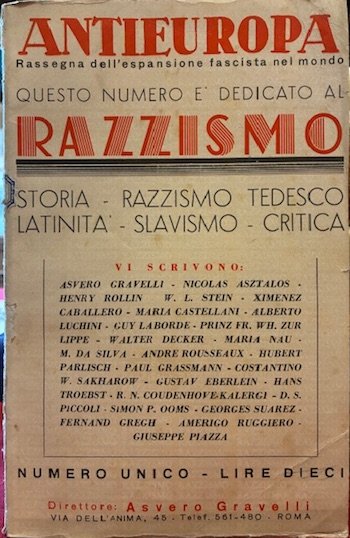 ANTIEUROPA
Rassegna dell'espansione fascista nel mondo
QUESTO NUMERO E' DEDICATO AL-
RAZZISMO
STORIA - RAZZISMO TEDESCO
LATINITA' - SLAVISMO - CRITICA
VI SCRIVONO:
ASVERO GRAVELLI - NICOLAS ASZTALOS -
HENRY ROLLIN W. L. STEIN - XIMENEZ
CABALLERO - MARIA CASTELLANI - ALBERTO
LUCHINI - GUY LABORDE - PRINZ FR. WH. ZUR
LIPPE - WALTER DECKER - MARIA NAU -
M. DA SILVA - ANDRE ROUSSEAUX - HUBERT
PARLISCH - PAUL GRASSMANN - COSTANTINO
W. SAKHAROW - GUSTAV EBERLEIN - HANS
TROEBST - R. N. COUDENHOVE-KALERGI - D. S.
PICCOLI - SIMON P. OOMS - GEORGES SUAREZ -
FERNAND GREGH - AMERIGO RUGGIERO -
GIUSEPPE PIAZZA
NUMERO UNICO - LIRE DIECI
Direttore: Asvero Gravelli
VIA DELL'ANIMA, 45 - Telef. 561-480 - ROMA